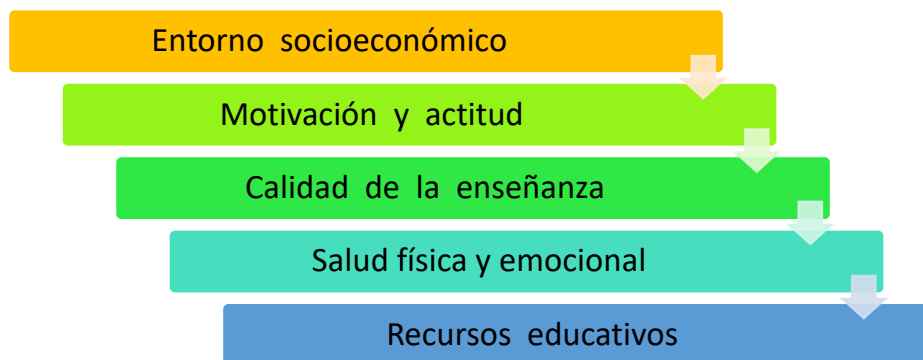 Entorno socioeconómico
Motivación y actitud
Calidad de la enseñanza
Salud física y emocional
Recursos educativos